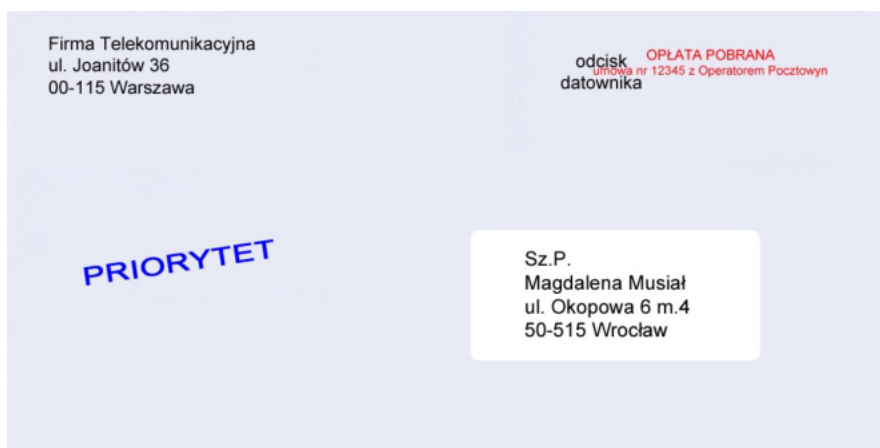 Firma Telekomunikacyjna
ul. Joanitów 36
00-115 Warszawa
odcisk
datownika
OPŁATA POBRANA
umowa nr 12345 z Operatorem Pocztowyn
PRIORYTET
Sz.P.
Magdalena Musiał
ul. Okopowa 6 m.4
50-515 Wrocław